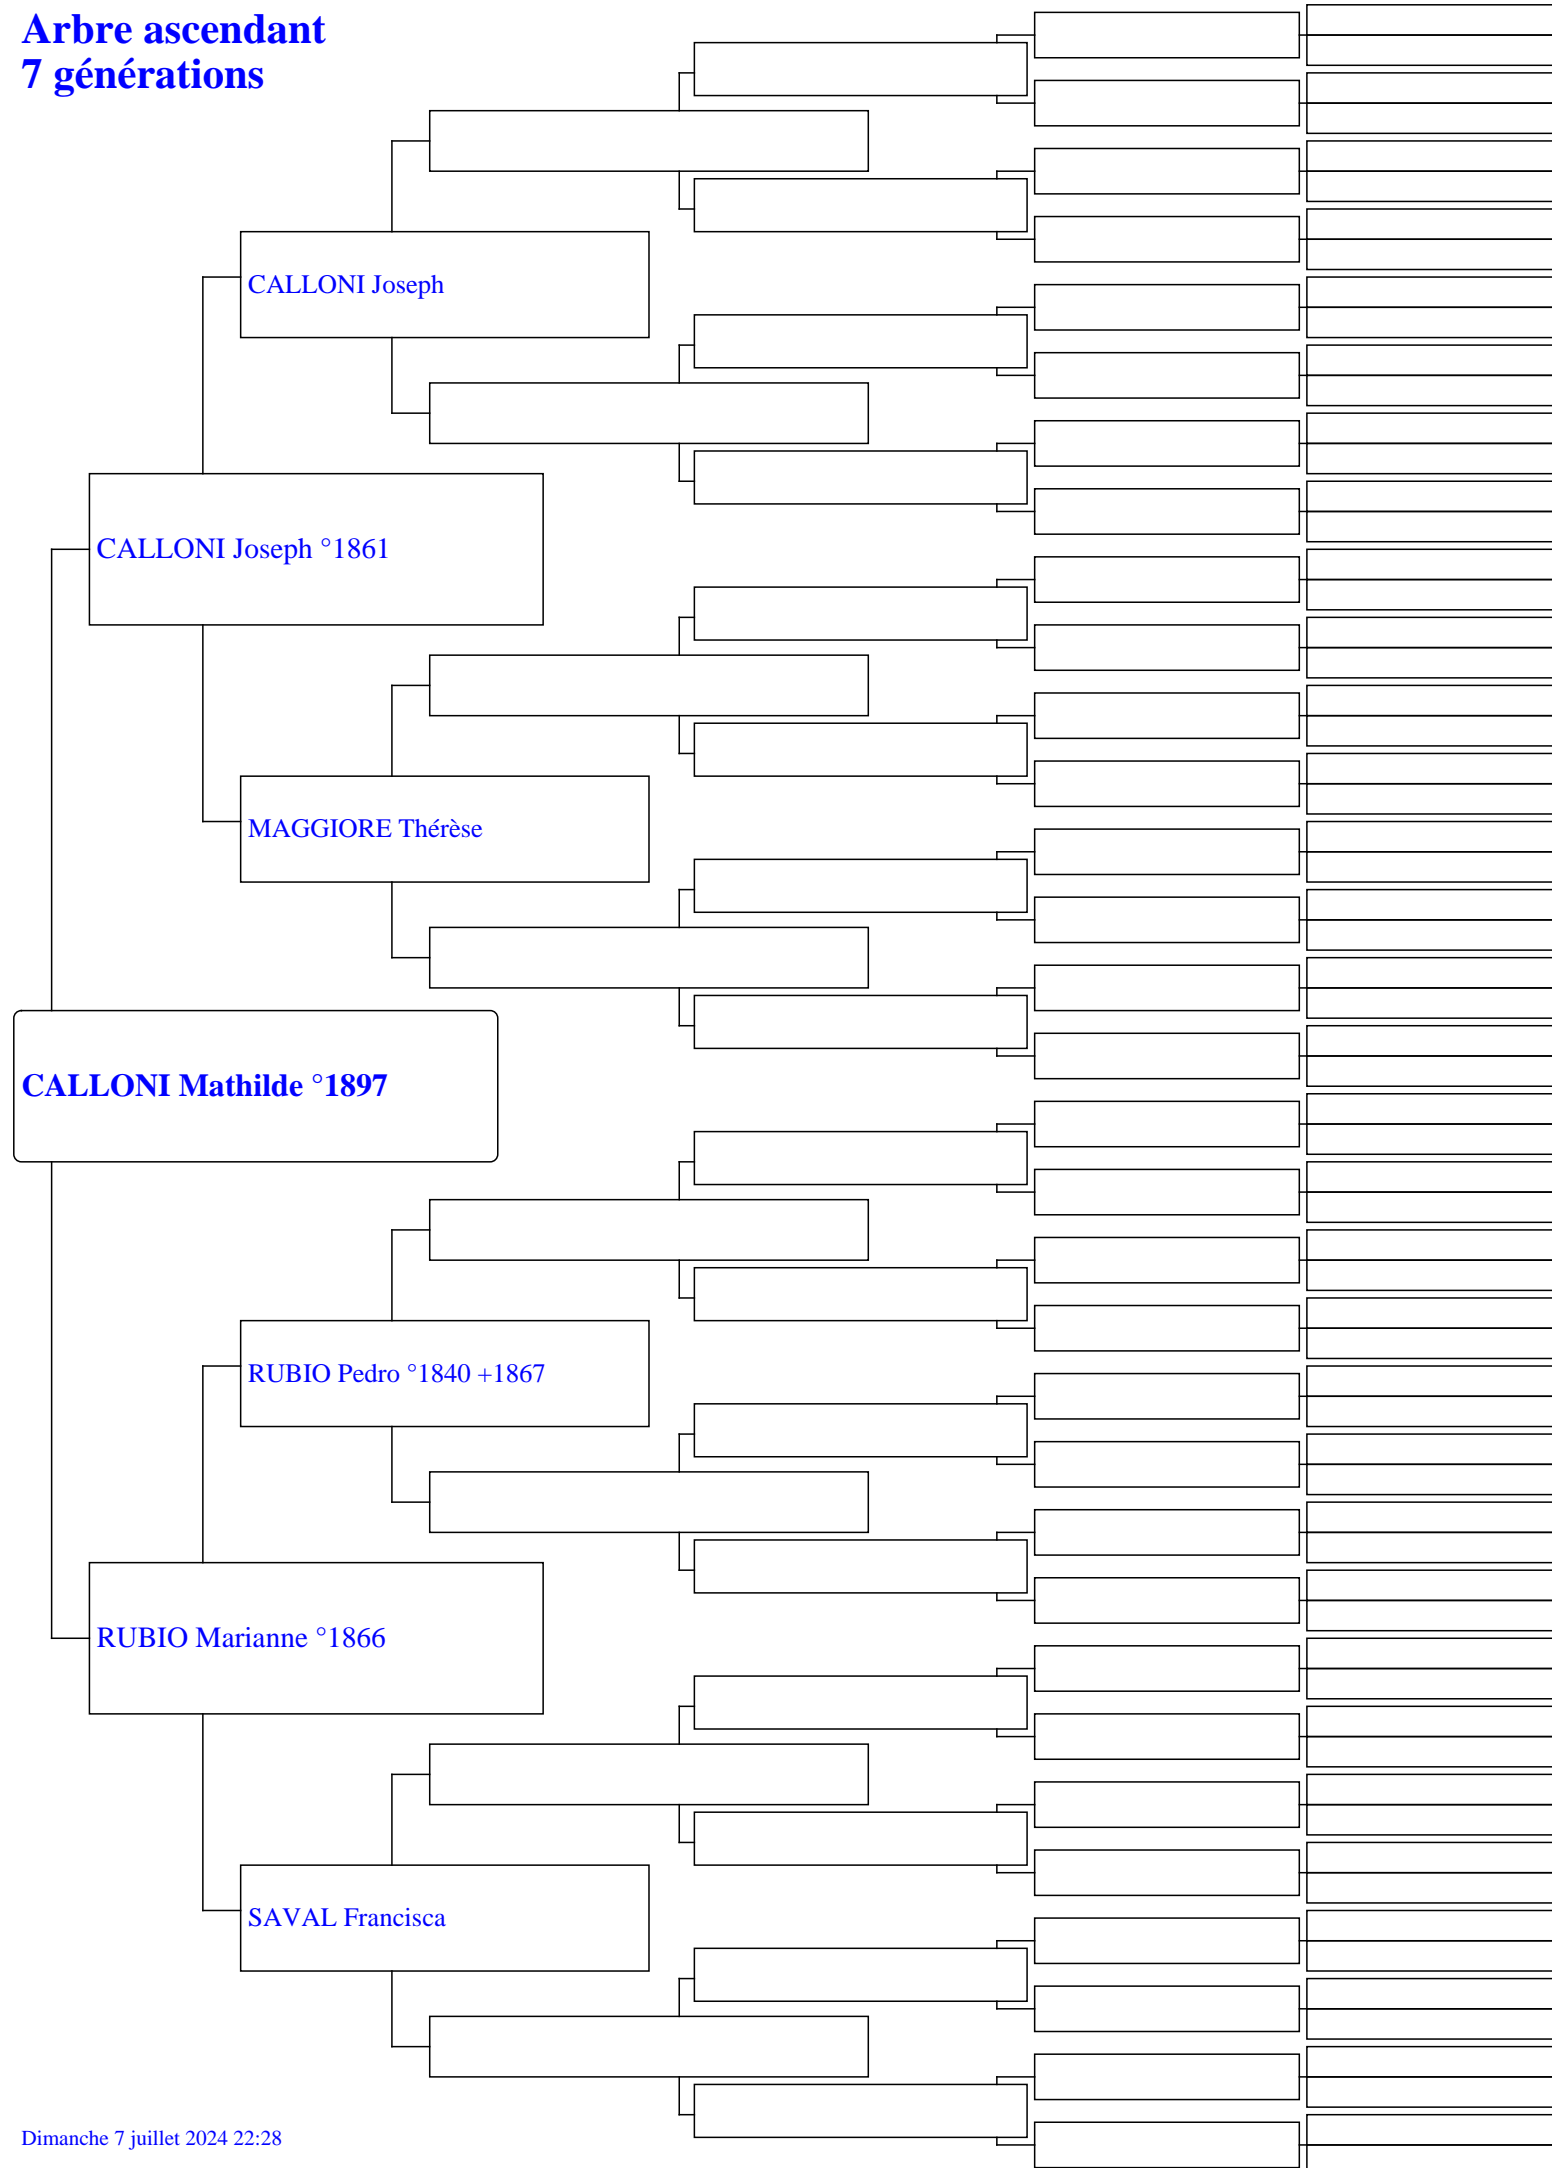 Arbre ascendant
7 générations
CALLONI Joseph
CALLONI Joseph °1861
MAGGIORE Thérèse
CALLONI Mathilde °1897
RUBIO Pedro °1840 +1867
RUBIO Marianne °1866
SAVAL Francisca
Dimanche 7 juillet 2024 22:28